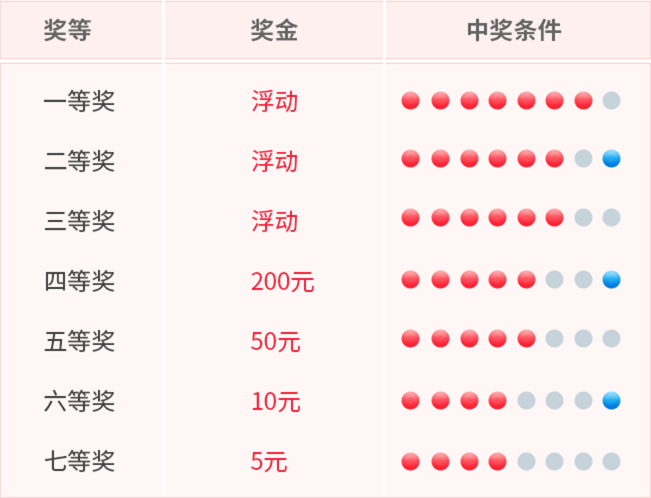 奖等 奖金 中奖条件
一等奖 浮动
二等奖 浮动
三等奖 浮动
四等奖 200元
五等奖 50元
六等奖 10元
七等奖 5元